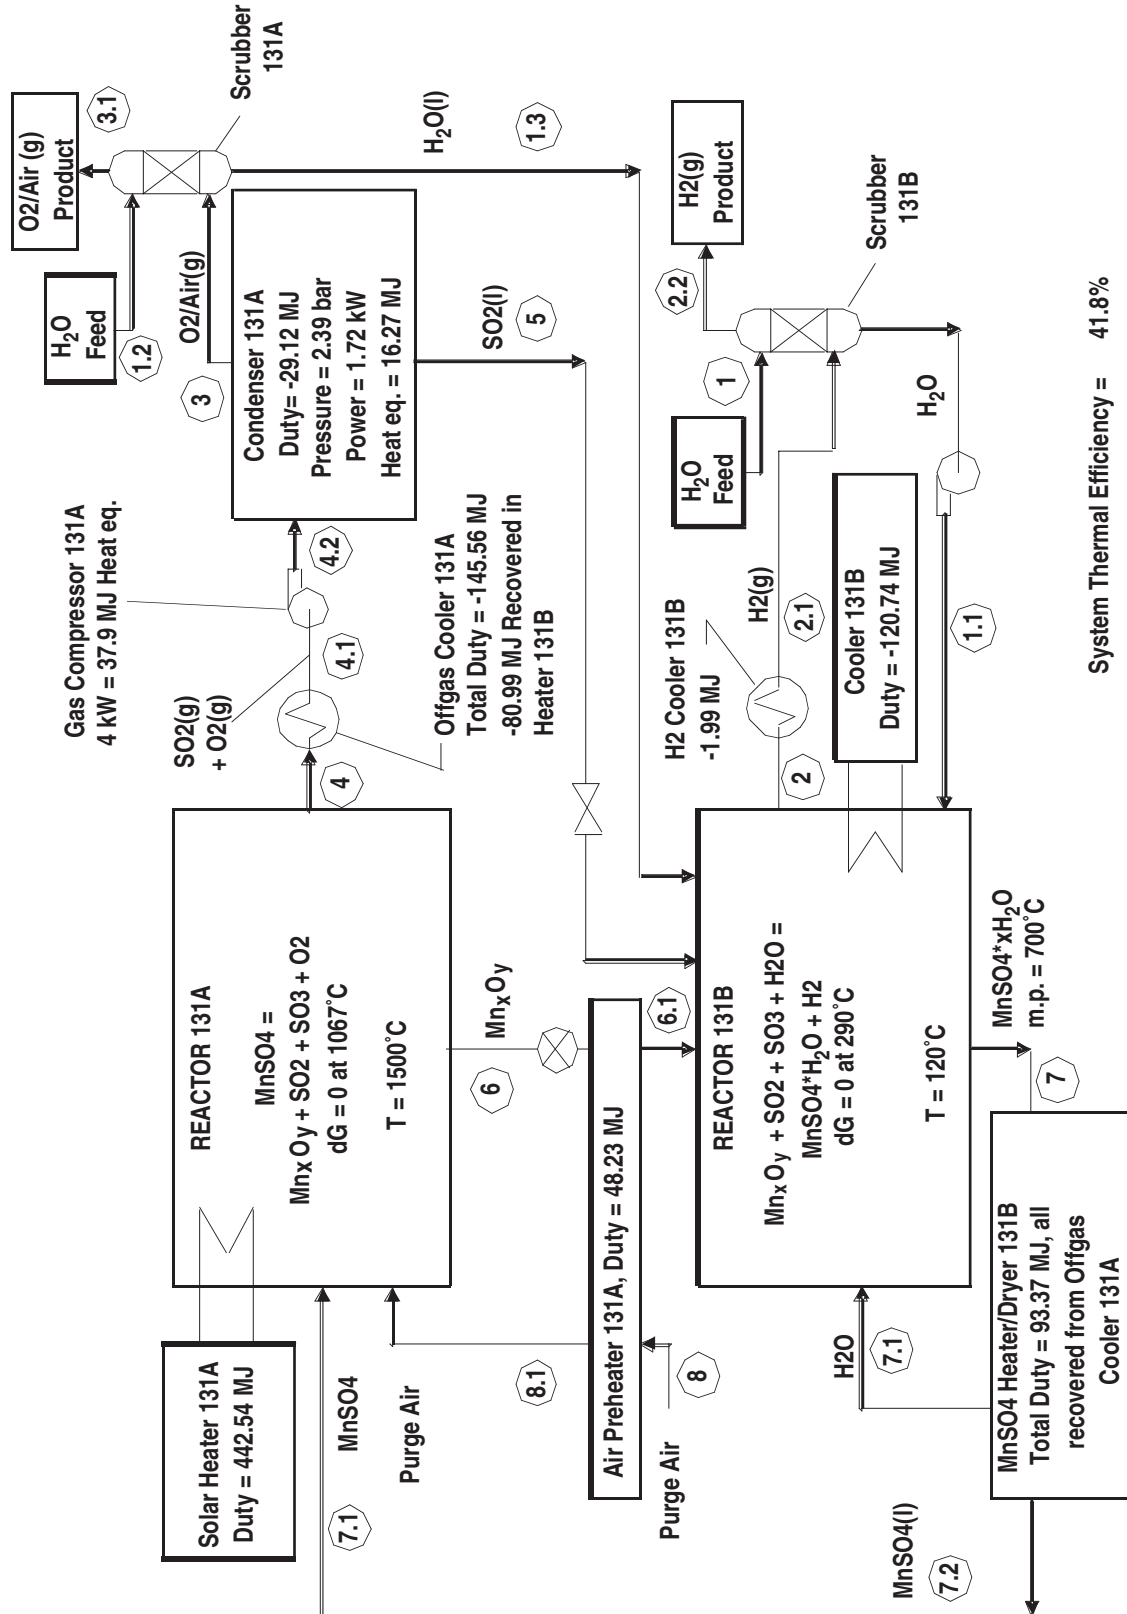 Solar Heater 131A
Duty = 442.54 MJ
7.1
MnSO4
Purge Air
REACTOR 131A
MnSO4 =
MnxOy + SO2 + SO3 + O2
dG = 0 at 1067˚C
T = 1500˚C
4
SO2(g)
+ O2(g)
4.1
Gas Compressor 131A
4 kW = 37.9 MJ Heat eq.
4.2
Offgas Cooler 131A
Total Duty = -145.56 MJ
-80.99 MJ Recovered in
Heater 131B
H2O
Feed
1.2
O2/Air (g)
Product
3.1
Scrubber
131A
3
O2/Air(g)
Condenser 131A
Duty= -29.12 MJ
Pressure = 2.39 bar
Power = 1.72 kW
Heat eq. = 16.27 MJ
H2O(l)
1.3
SO2(l)
5
8.1
6
MnxOy
Air Preheater 131A, Duty = 48.23 MJ
6.1
Purge Air
8
REACTOR 131B
MnxOy + SO2 + SO3 + H2O =
MnSO4*H2O + H2
dG = 0 at 290˚C
T = 120˚C
H2 Cooler 131B
-1.99 MJ
2
H2(g)
2.1
H2O
Feed
1
2.2
H2(g)
Product
Scrubber
131B
Cooler 131B
Duty = -120.74 MJ
H2O
1.1
H2O
7.1
MnSO4*xH2O
m.p. = 700˚C
7
MnSO4 Heater/Dryer 131B
Total Duty = 93.37 MJ, all
recovered from Offgas
Cooler 131A
MnSO4(l)
7.2
System Thermal Efficiency = 41.8%